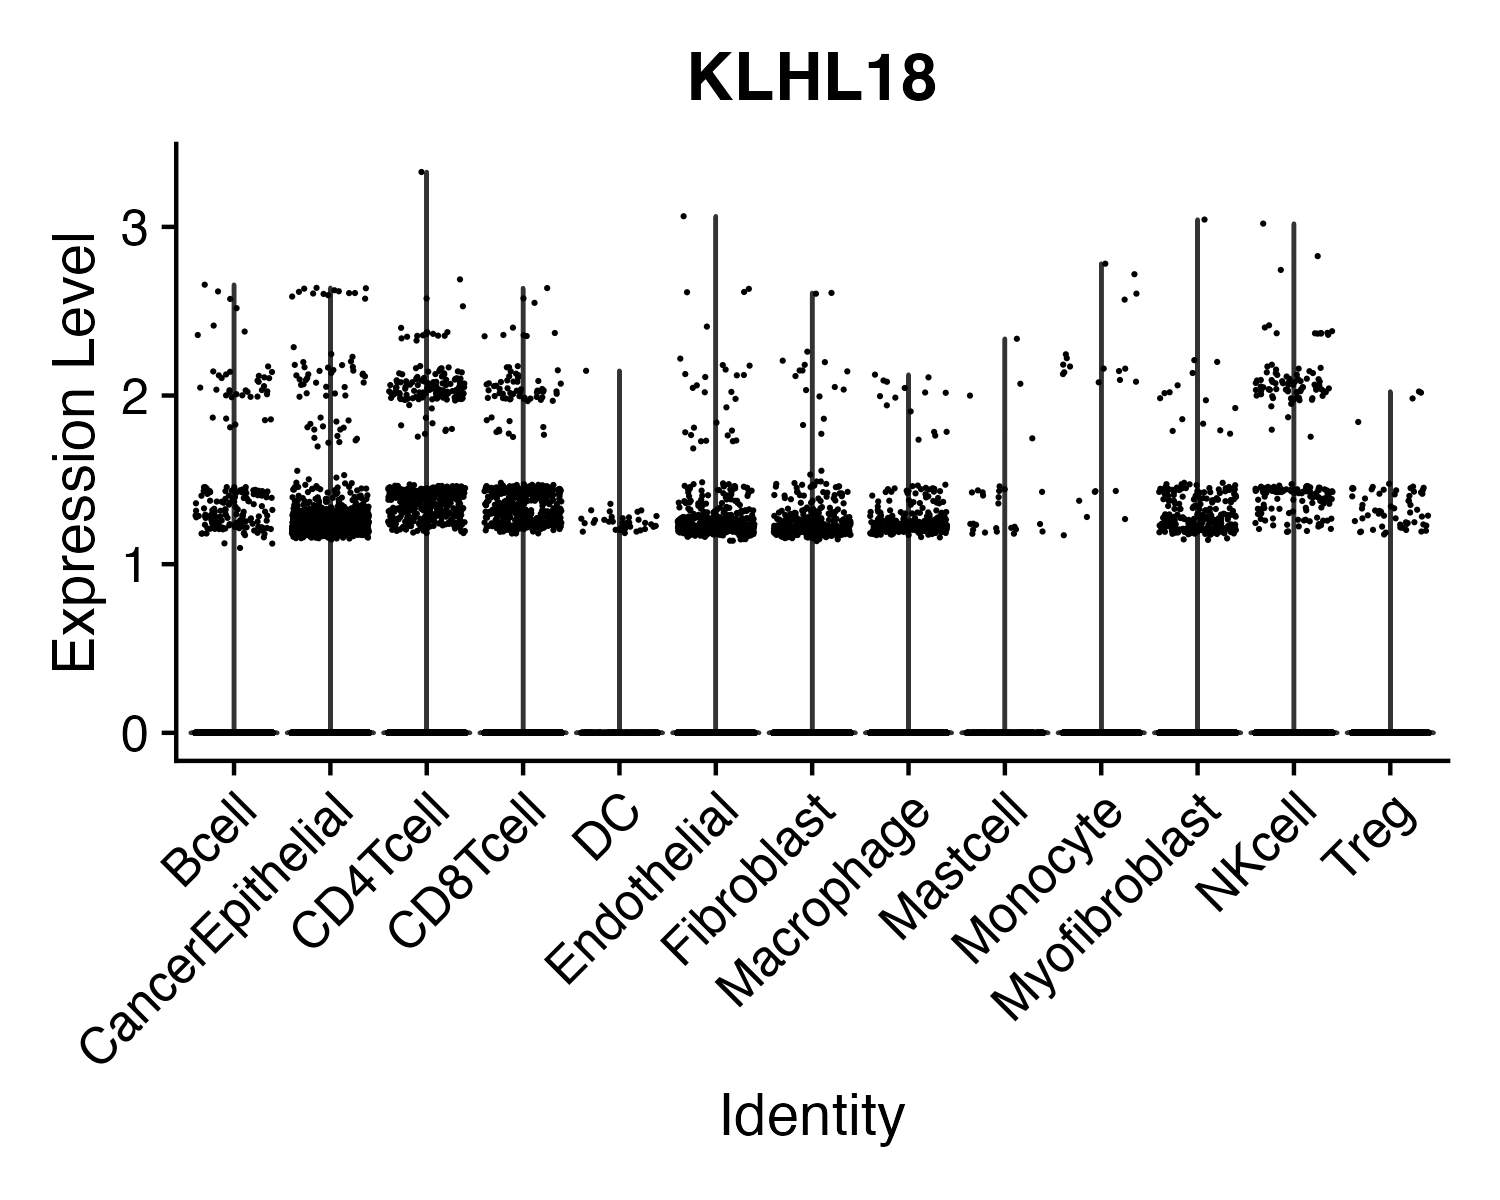 KLHL18
Expression Level
3
2
1
0
Bcell
CancerEpithelial
CD4Tcell
CD8Tcell
DC
Endothelial
Fibroblast
Macrophage
Mastcell
Monocyte
Myofibroblast
NKcell
Treg
Identity